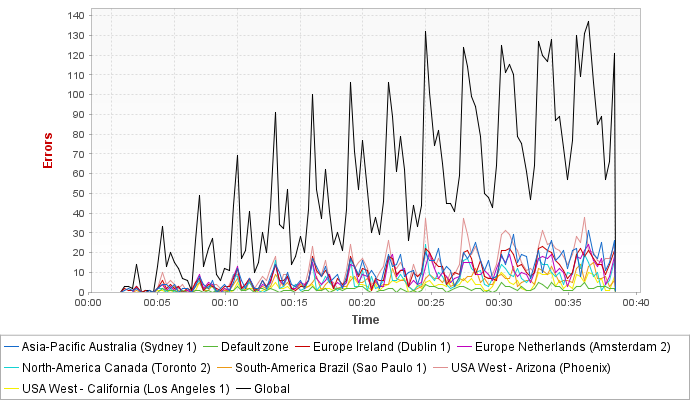 140
130
120
110
100
90
80
70
60
50
40
30
20
10
0
Errors
00:00 00:05 00:10 00:15 00:20 00:25 00:30 00:35 00:40
Time
Asia-Pacific Australia (Sydney 1) Default zone Europe Ireland (Dublin 1) Europe Netherlands (Amsterdam 2)
North-America Canada (Toronto 2) South-America Brazil (Sao Paulo 1) USA West - Arizona (Phoenix)
USA West - California (Los Angeles 1) Global